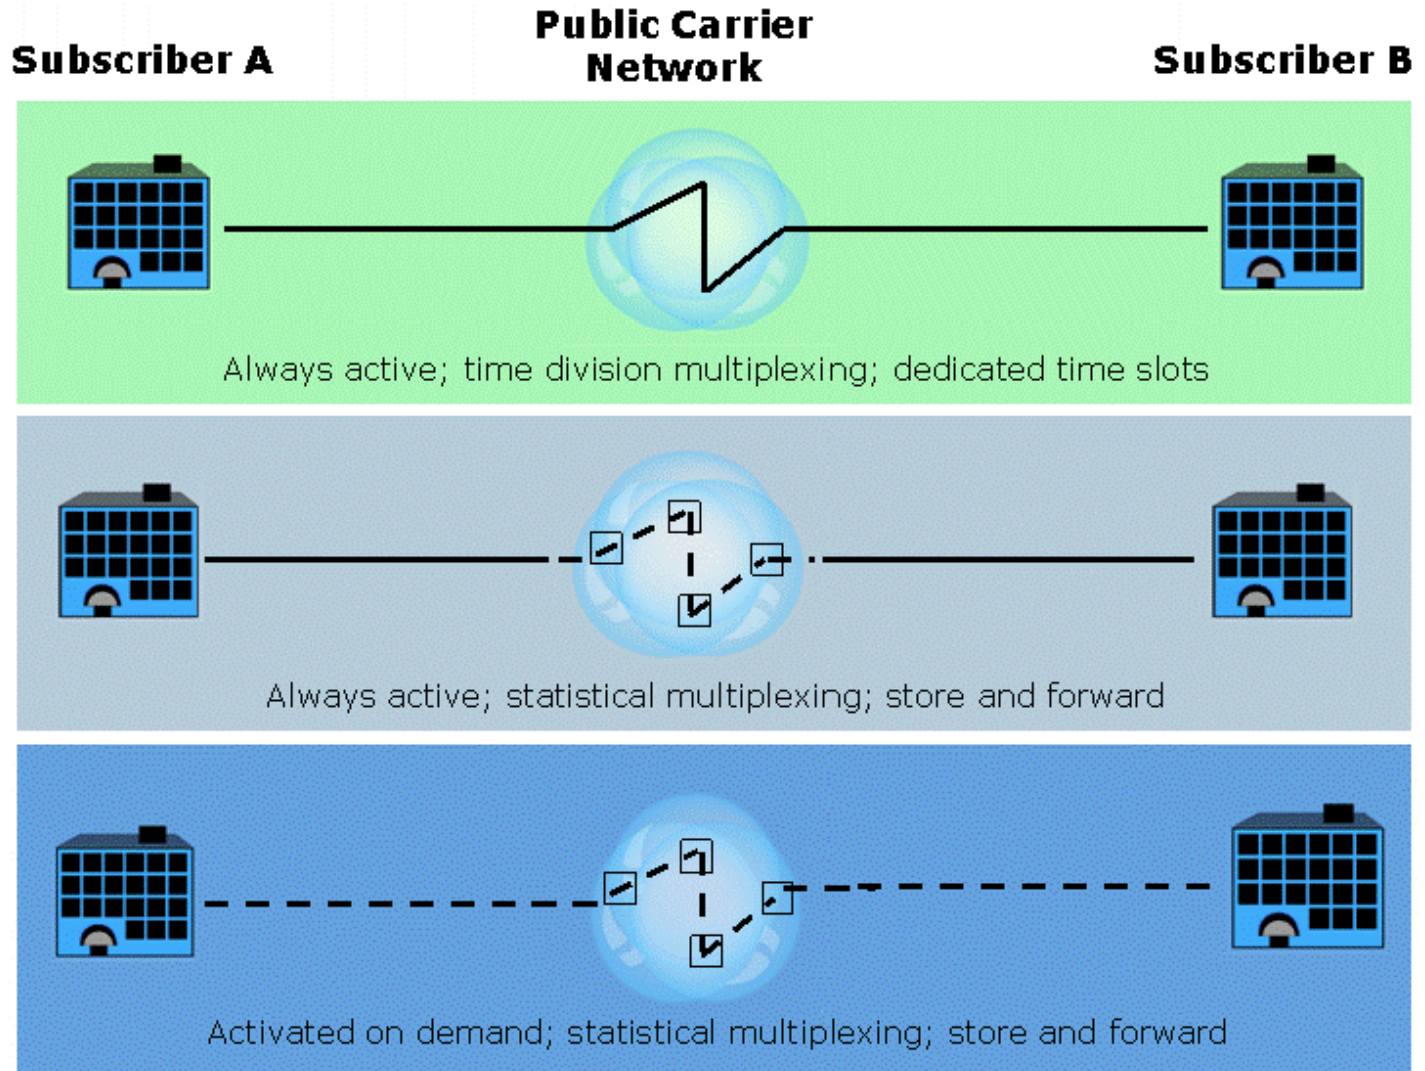 Public Carrier
Network
Subscriber A
Subscriber B
Always active; time division multiplexing; dedicated time slots
Always active; statistical multiplexing; store and forward
Activated on demand; statistical multiplexing; store and forward